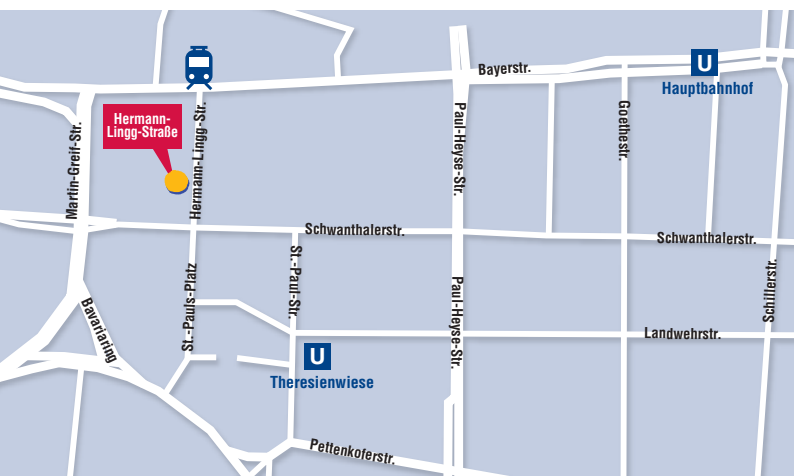 Bayerstr.
U
Hauptbahnhof
Hermann-
Lingg-Straße
Martin-Greif-Str.
Hermann-Lingg-Str.
Paul-Heyse-Str.
Goethestr.
Schwanthalerstr.
Schwanthalerstr.
St.-Pauls-Platz
St.-Paul-Str.
Paul-Heyse-Str.
Schillerstr.
Bavariaring
Landwehrstr.
U
Theresienwiese
Pettenkoferstr.